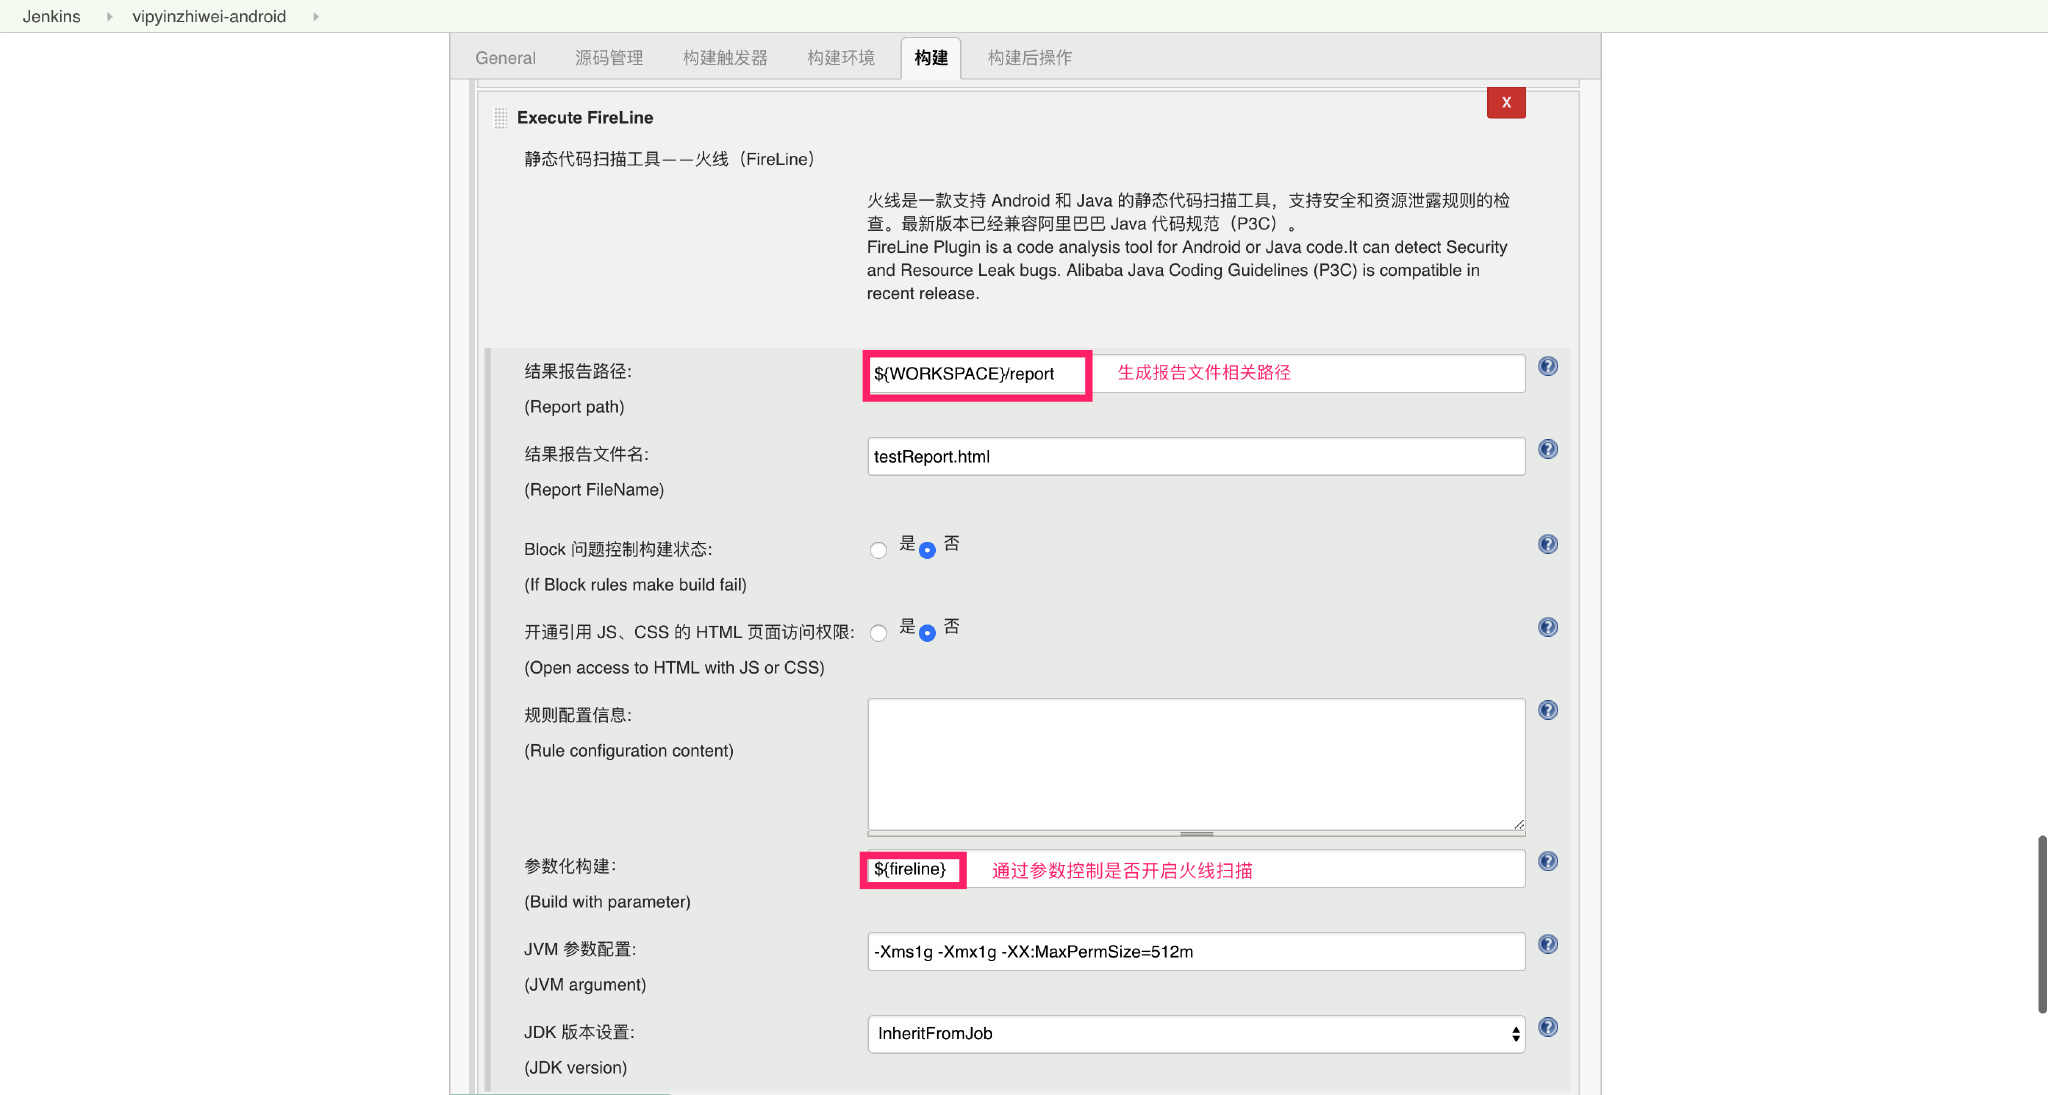 Jenkins vipyinzhiwei-android
General 源码管理 构建触发器 构建环境 构建 构建后操作
X
Execute FireLine
静态代码扫描工具——火线（FireLine）
火线是一款支持 Android 和 Java 的静态代码扫描工具，支持安全和资源泄露规则的检
查。最新版本已经兼容阿里巴巴 Java 代码规范（P3C）。
FireLine Plugin is a code analysis tool for Android or Java code.It can detect Security
and Resource Leak bugs. Alibaba Java Coding Guidelines (P3C) is compatible in
recent release.
结果报告路径: ${WORKSPACE}/report 生成报告文件相关路径
(Report path)
结果报告文件名: testReport.html
(Report FileName)
Block 问题控制构建状态: 是 否
(If Block rules make build fail)
开通引用 JS、CSS 的 HTML 页面访问权限: 是 否
(Open access to HTML with JS or CSS)
规则配置信息:
(Rule configuration content)
参数化构建: ${fireline} 通过参数控制是否开启火线扫描
(Build with parameter)
JVM 参数配置: -Xms1g -Xmx1g -XX:MaxPermSize=512m
(JVM argument)
JDK 版本设置: InheritFromJob
(JDK version)